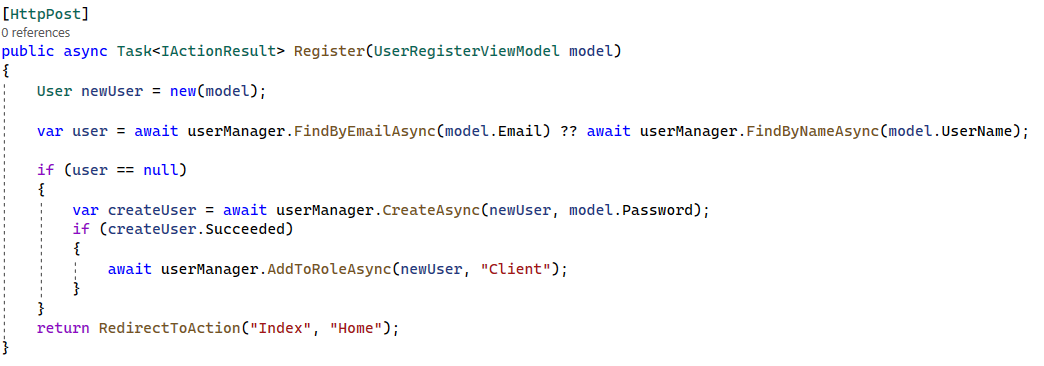 [HttpPost]
0 references
public async Task<IActionResult> Register(UserRegisterViewModel model)
{
    User newUser = new(model);

    var user = await userManager.FindByEmailAsync(model.Email) ?? await userManager.FindByNameAsync(model.UserName);

    if (user == null)
    {
        var createUser = await userManager.CreateAsync(newUser, model.Password);
        if (createUser.Succeeded)
        {
            await userManager.AddToRoleAsync(newUser, "Client");
        }
    }
    return RedirectToAction("Index", "Home");
}